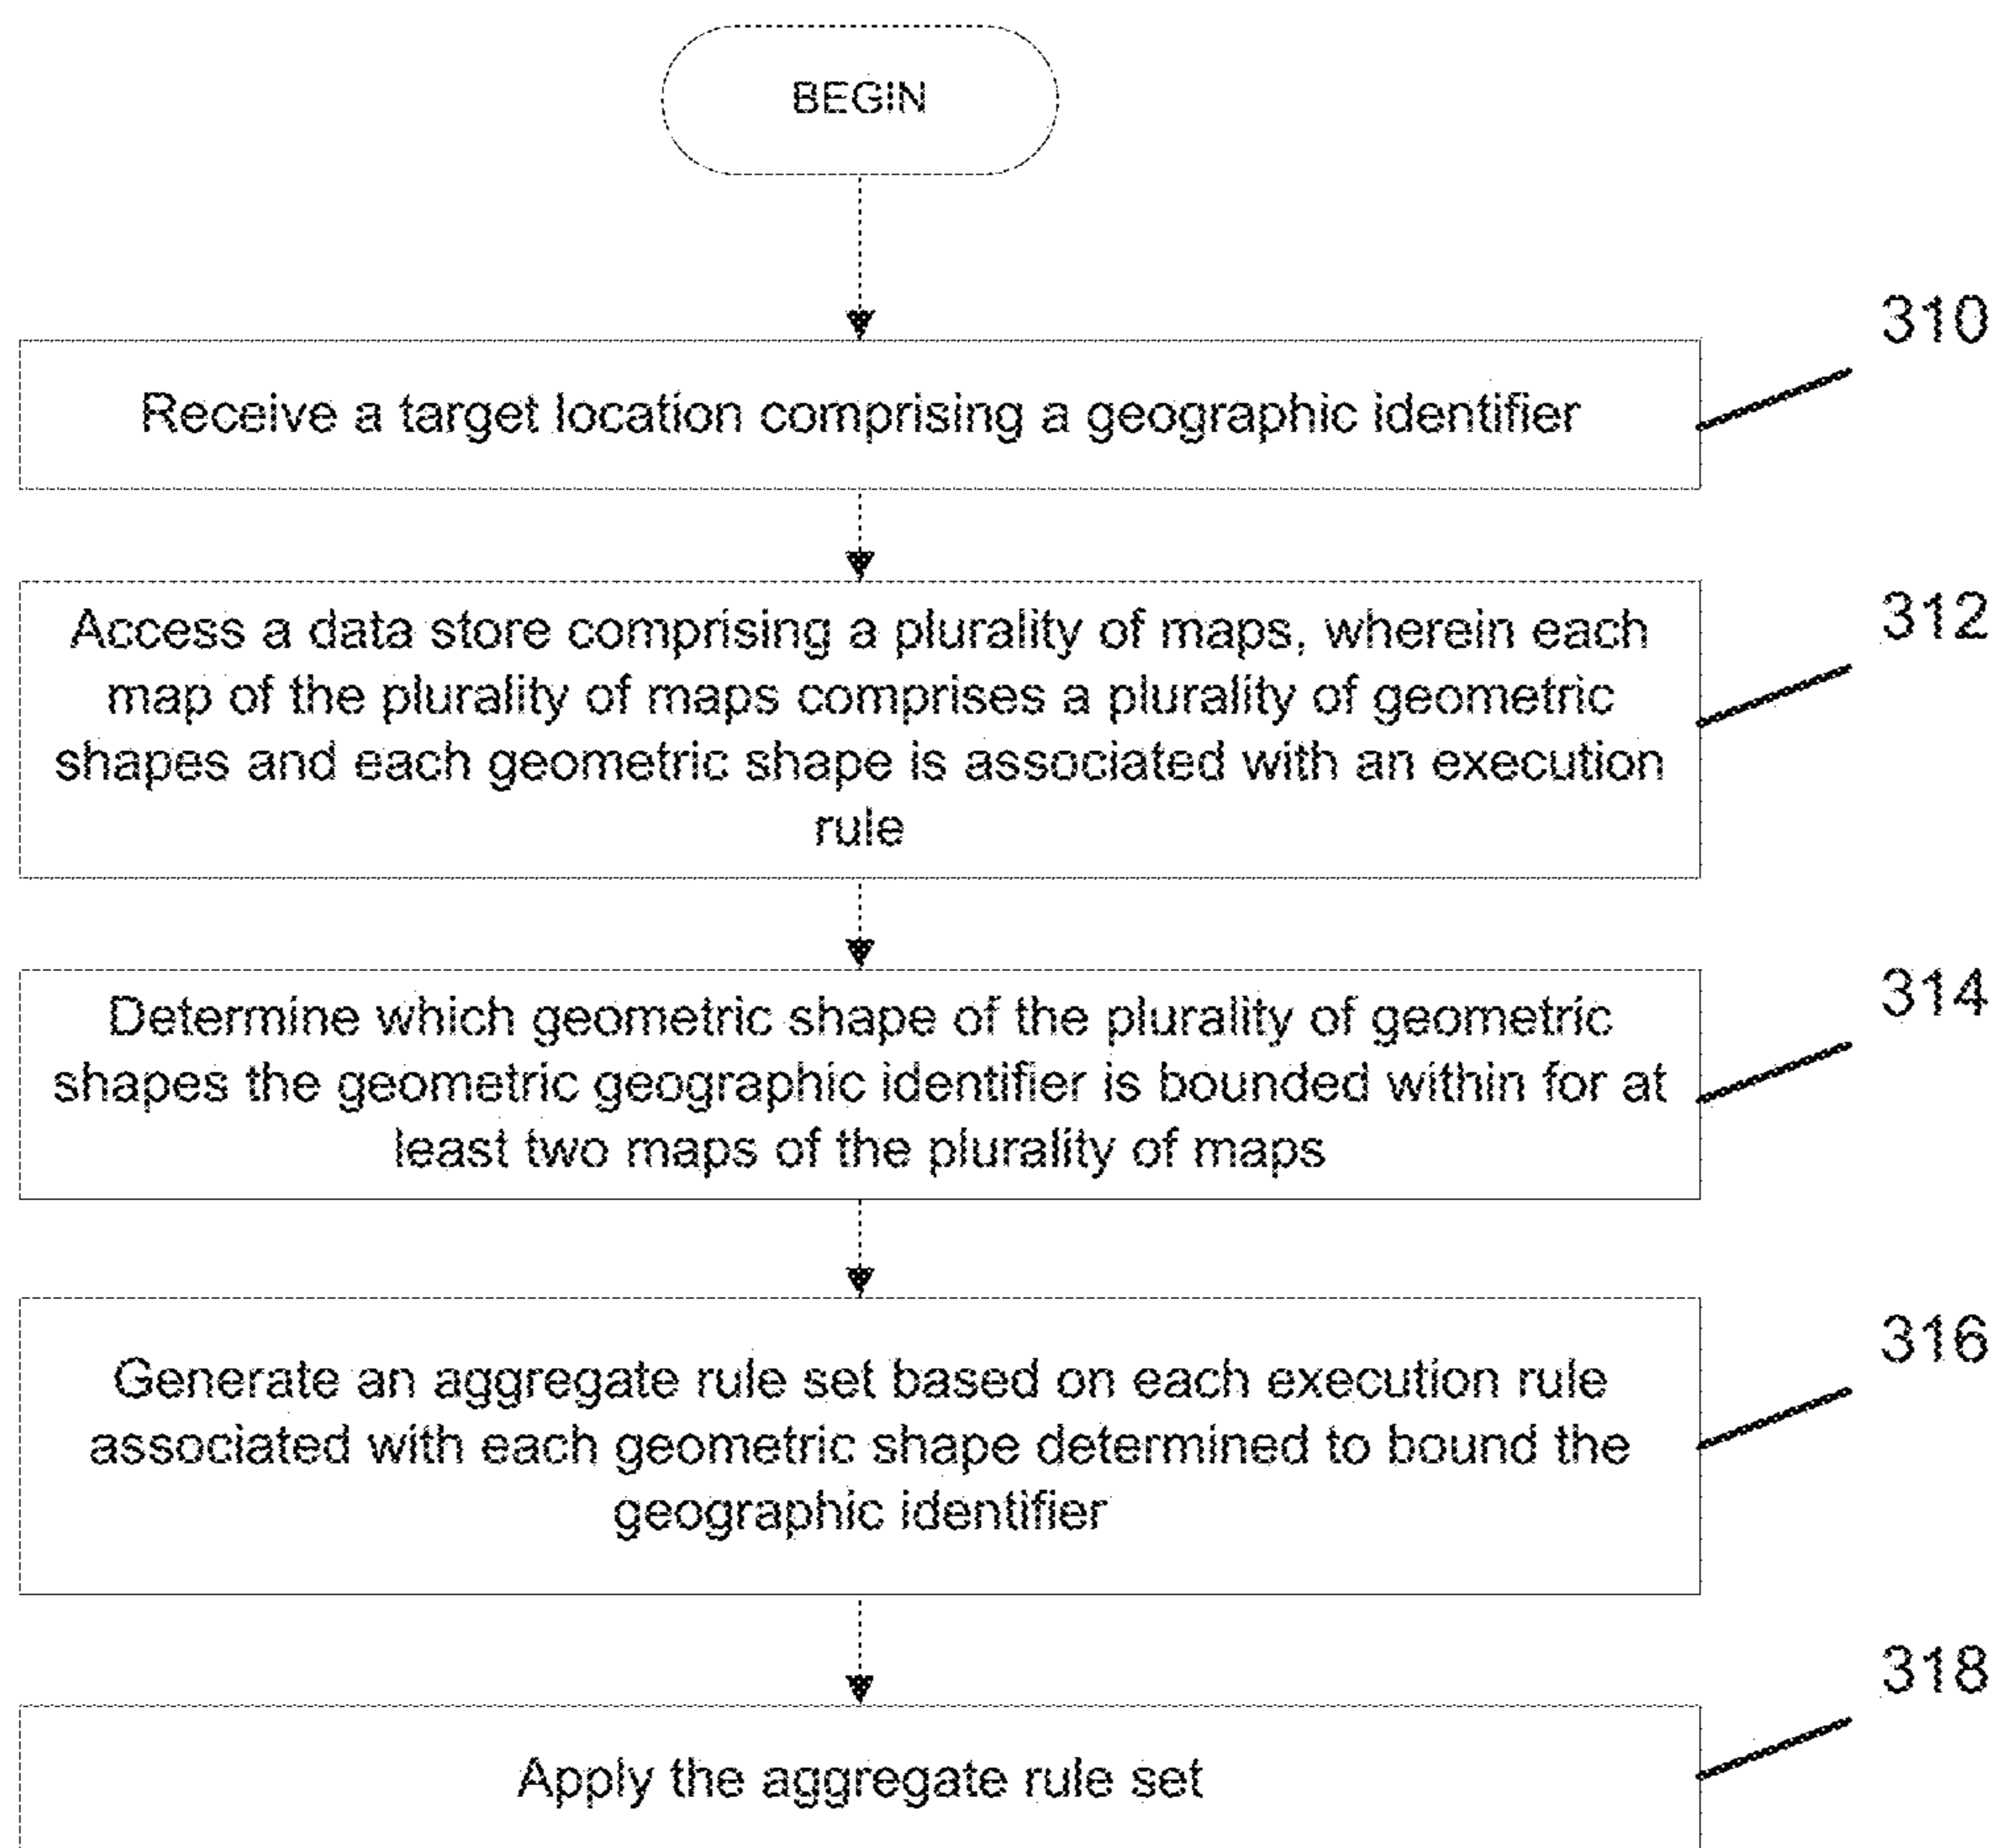 BEGIN
310
Receive a target location comprising a geographic identifier
312
Access a data store comprising a plurality of maps, wherein each
map of the plurality of maps comprises a plurality of geometric
shapes and each geometric shape is associated with an execution
rule
314
Determine which geometric shape of the plurality of geometric
shapes the geometric geographic identifier is bounded within for at
least two maps of the plurality of maps
316
Generate an aggregate rule set based on each execution rule
associated with each geometric shape determined to bound the
geographic identifier
318
Apply the aggregate rule set